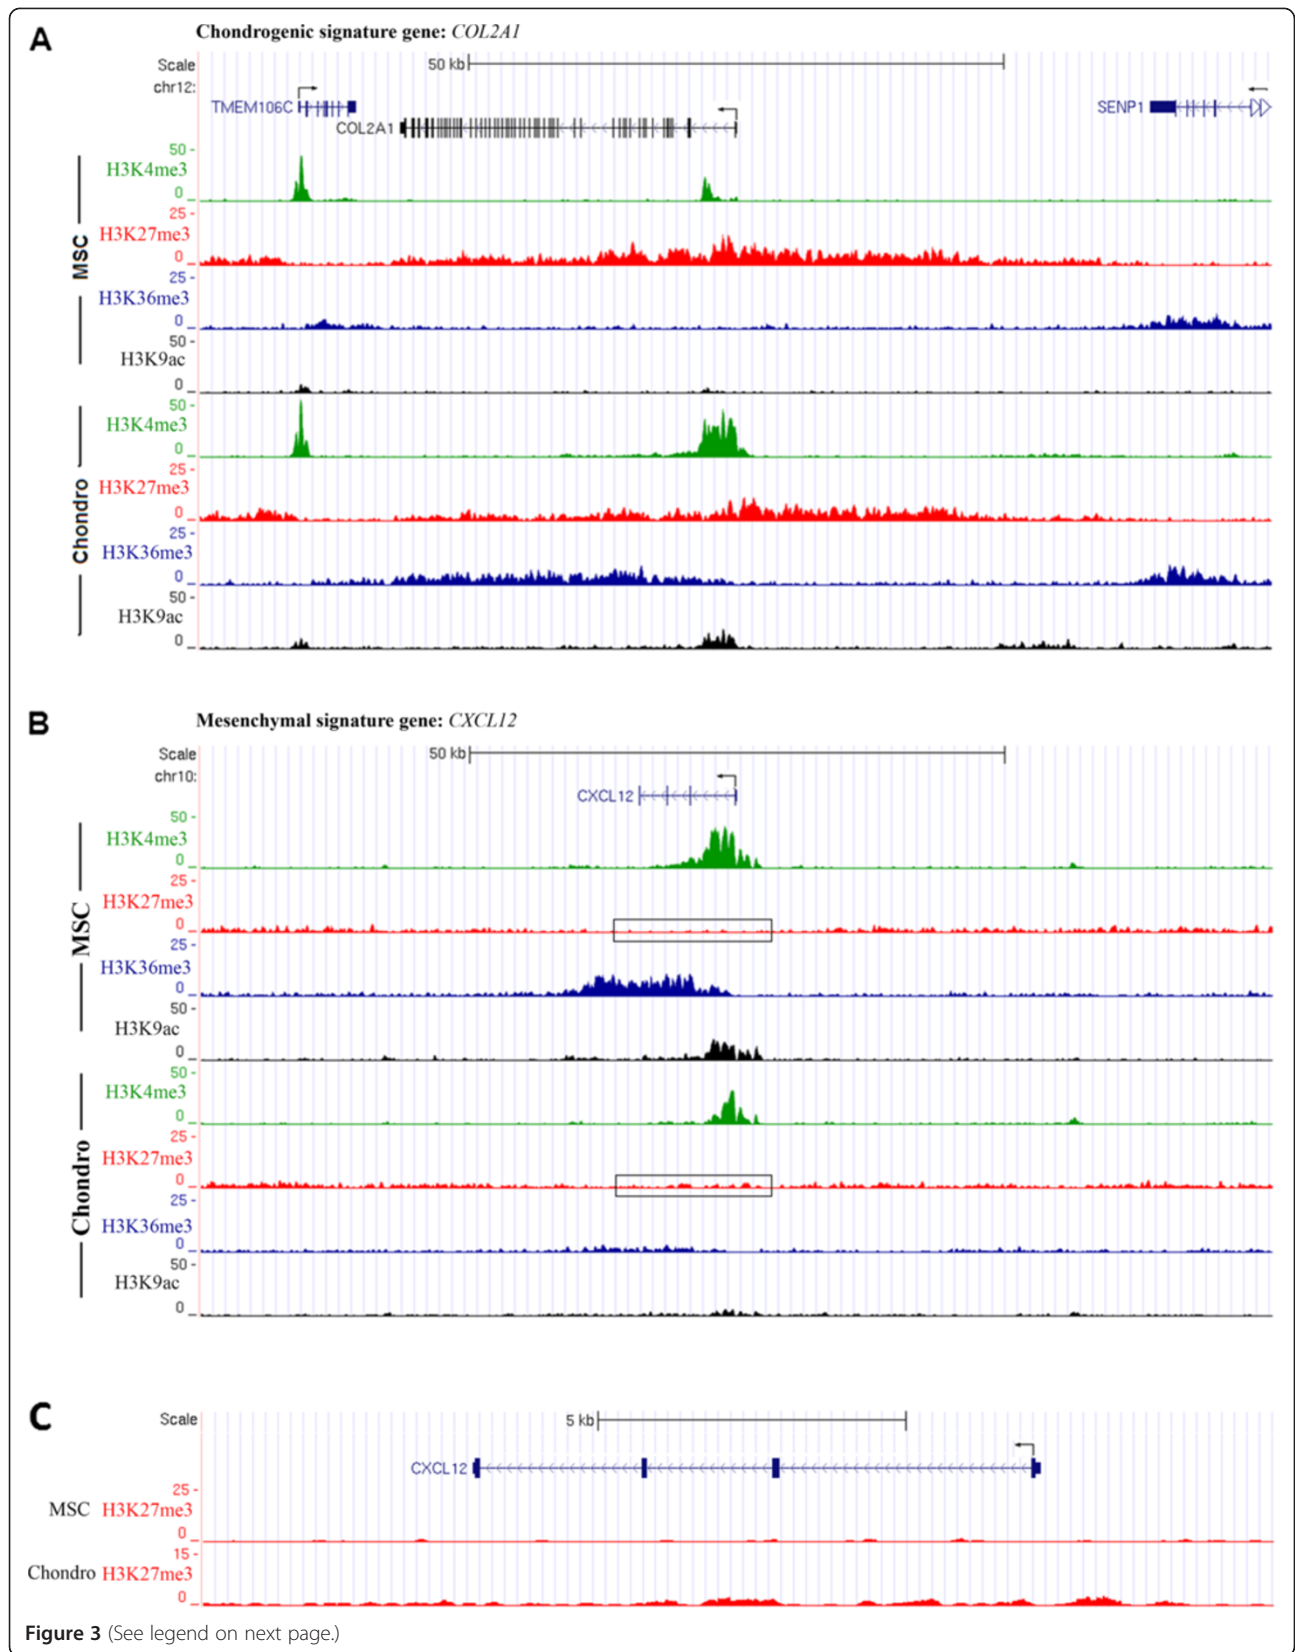 A
Chondrogenic signature gene: COL2A1
Scale 50 kb
chr12:
TMEM106C SENP1
COL2A1
MSC
50
H3K4me3
0
25
H3K27me3
0
25
H3K36me3
0
50
H3K9ac
0
Chondro
50
H3K4me3
0
25
H3K27me3
0
25
H3K36me3
0
50
H3K9ac
0
B
Mesenchymal signature gene: CXCL12
Scale 50 kb
chr10:
CXCL12
MSC
50
H3K4me3
0
25
H3K27me3
0
25
H3K36me3
0
50
H3K9ac
0
Chondro
50
H3K4me3
0
25
H3K27me3
0
25
H3K36me3
0
50
H3K9ac
0
C
Scale 5 kb
CXCL12
25
MSC H3K27me3
0
15
Chondro H3K27me3
0
Figure 3 (See legend on next page.)